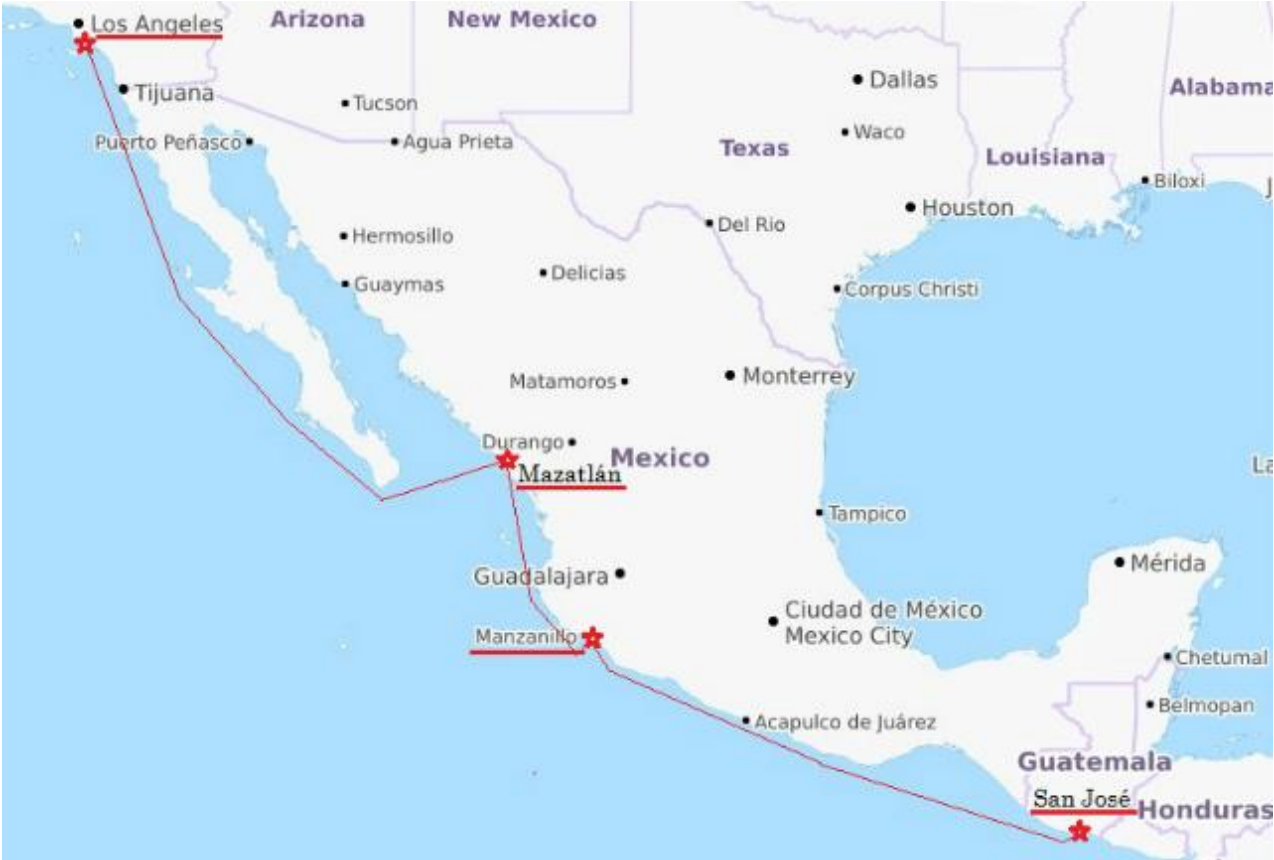 Los Angeles
Arizona
New Mexico
Dallas
Alabama
Tijuana
Tucson
Puerto Peñasco
Agua Prieta
Waco
Texas
Louisiana
Biloxi
J
Houston
Del Rio
Hermosillo
Delicias
Guaymas
Corpus Christi
Matamoros
Monterrey
Durango
Mexico
Mazatlán
La
Tampico
Guadalajara
Mérida
Ciudad de México
Mexico City
Manzanillo
Chetumal
Acapulco de Juárez
Belmopan
Guatemala
San José
Honduras